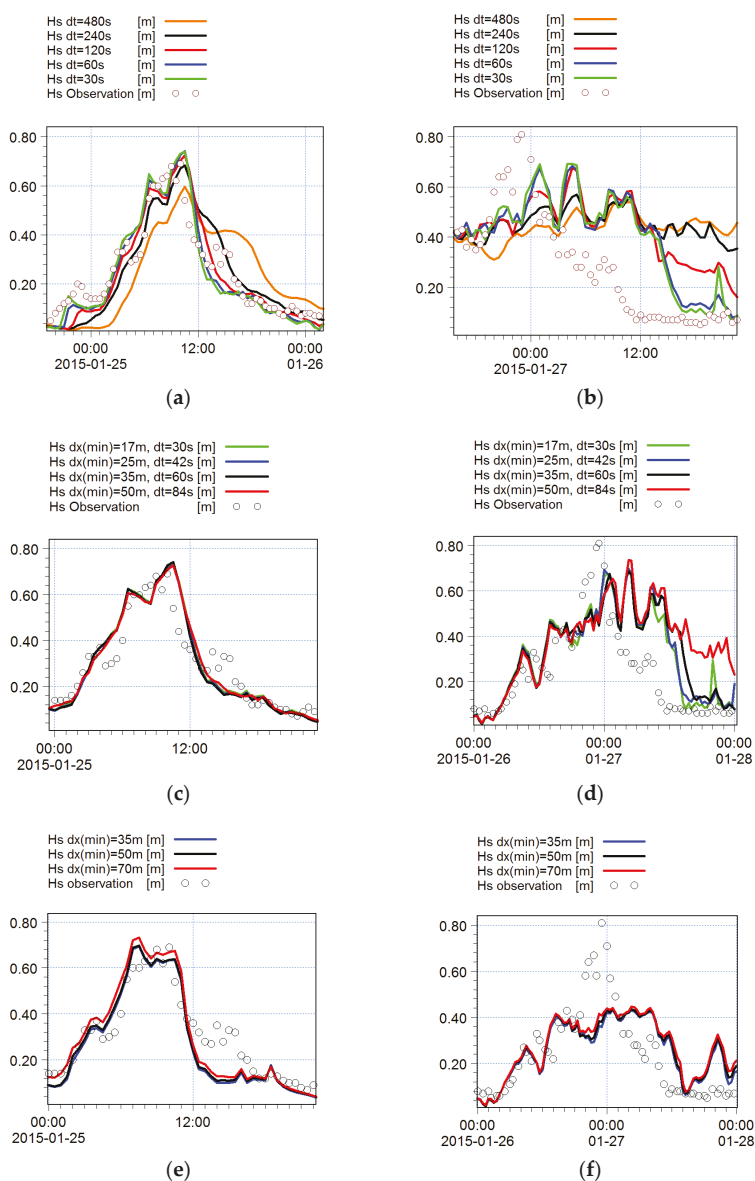 Hs dt=480s [m]
Hs dt=240s [m]
Hs dt=120s [m]
Hs dt=60s [m]
Hs dt=30s [m]
Hs Observation [m]
0.80
0.60
0.40
0.20
00:00 12:00 00:00
2015-01-25 01-26
(a)
Hs dt=480s [m]
Hs dt=240s [m]
Hs dt=120s [m]
Hs dt=60s [m]
Hs dt=30s [m]
Hs Observation [m]
0.80
0.60
0.40
0.20
00:00 12:00
2015-01-27
(b)
Hs dx(min)=17m, dt=30s [m]
Hs dx(min)=25m, dt=42s [m]
Hs dx(min)=35m, dt=60s [m]
Hs dx(min)=50m, dt=84s [m]
Hs Observation [m]
0.80
0.60
0.40
0.20
00:00 12:00
2015-01-25
(c)
Hs dx(min)=17m, dt=30s [m]
Hs dx(min)=25m, dt=42s [m]
Hs dx(min)=35m, dt=60s [m]
Hs dx(min)=50m, dt=84s [m]
Hs Observation [m]
0.80
0.60
0.40
0.20
00:00 00:00 00:00
2015-01-26 01-27 01-28
(d)
Hs dx(min)=35m [m]
Hs dx(min)=50m [m]
Hs dx(min)=70m [m]
Hs observation [m]
0.80
0.60
0.40
0.20
00:00 12:00
2015-01-25
(e)
Hs dx(min)=35m [m]
Hs dx(min)=50m [m]
Hs dx(min)=70m [m]
Hs observation [m]
0.80
0.60
0.40
0.20
00:00 00:00 00:00
2015-01-26 01-27 01-28
(f)